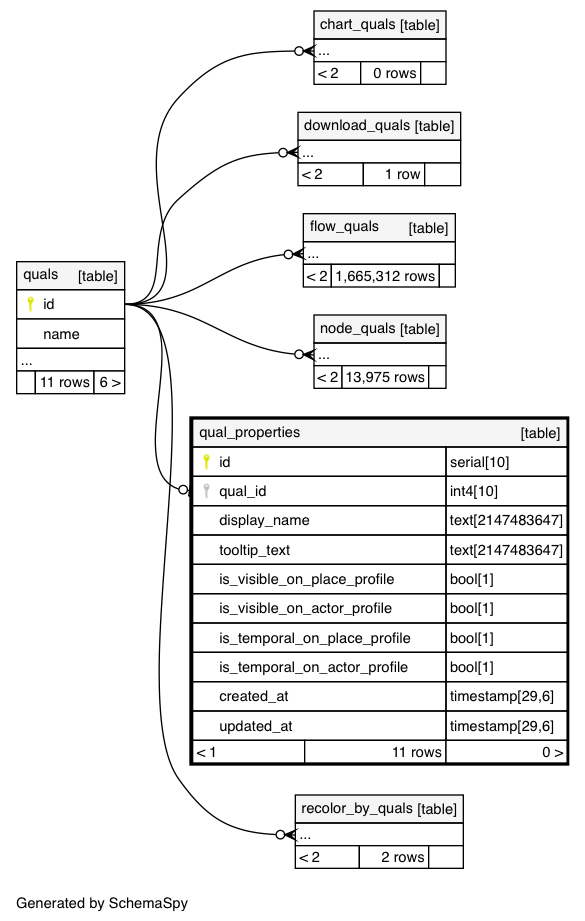 chart_quals [table]
...
< 2 0 rows
download_quals [table]
...
< 2 1 row
flow_quals [table]
...
< 2 1,665,312 rows
quals [table]
id
name
...
11 rows 6 >
node_quals [table]
...
< 2 13,975 rows
qual_properties [table]
id serial[10]
qual_id int4[10]
display_name text[2147483647]
tooltip_text text[2147483647]
is_visible_on_place_profile bool[1]
is_visible_on_actor_profile bool[1]
is_temporal_on_place_profile bool[1]
is_temporal_on_actor_profile bool[1]
created_at timestamp[29,6]
updated_at timestamp[29,6]
< 1 11 rows 0 >
recolor_by_quals [table]
...
< 2 2 rows
Generated by SchemaSpy